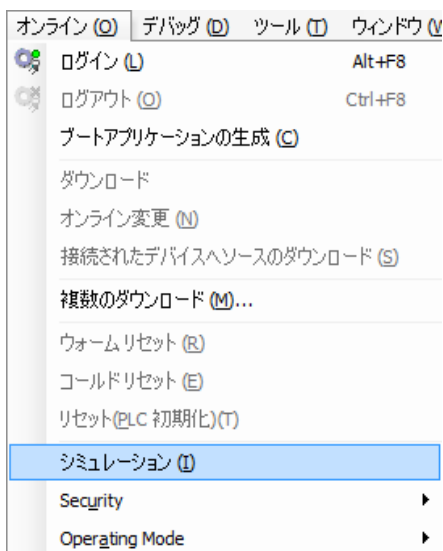 オンライン (O) デバッグ (D) ツール (T) ウィンドウ (W
ログイン (L) Alt+F8
ログアウト (O) Ctrl+F8
ブートアプリケーションの生成 (C)
ダウンロード
オンライン変更 (N)
接続されたデバイスへソースのダウンロード (S)
複数のダウンロード (M)...
ウォームリセット (R)
コールドリセット (E)
リセット(PLC 初期化)(T)
シミュレーション (I)
Security
Operating Mode